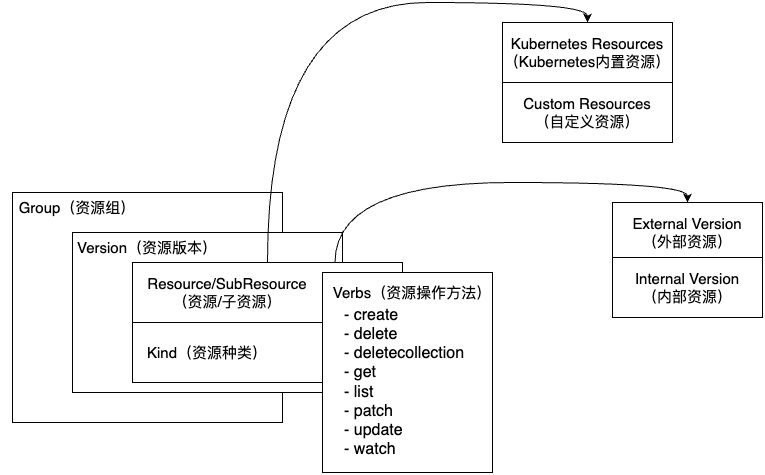 Kubernetes Resources
（Kubernetes内置资源）
Custom Resources
（自定义资源）
Group（资源组）
Version（资源版本）
Resource/SubResource
（资源/子资源）
Kind（资源种类）
Verbs（资源操作方法）
- create
- delete
- deletecollection
- get
- list
- patch
- update
- watch
External Version
（外部资源）
Internal Version
（内部资源）